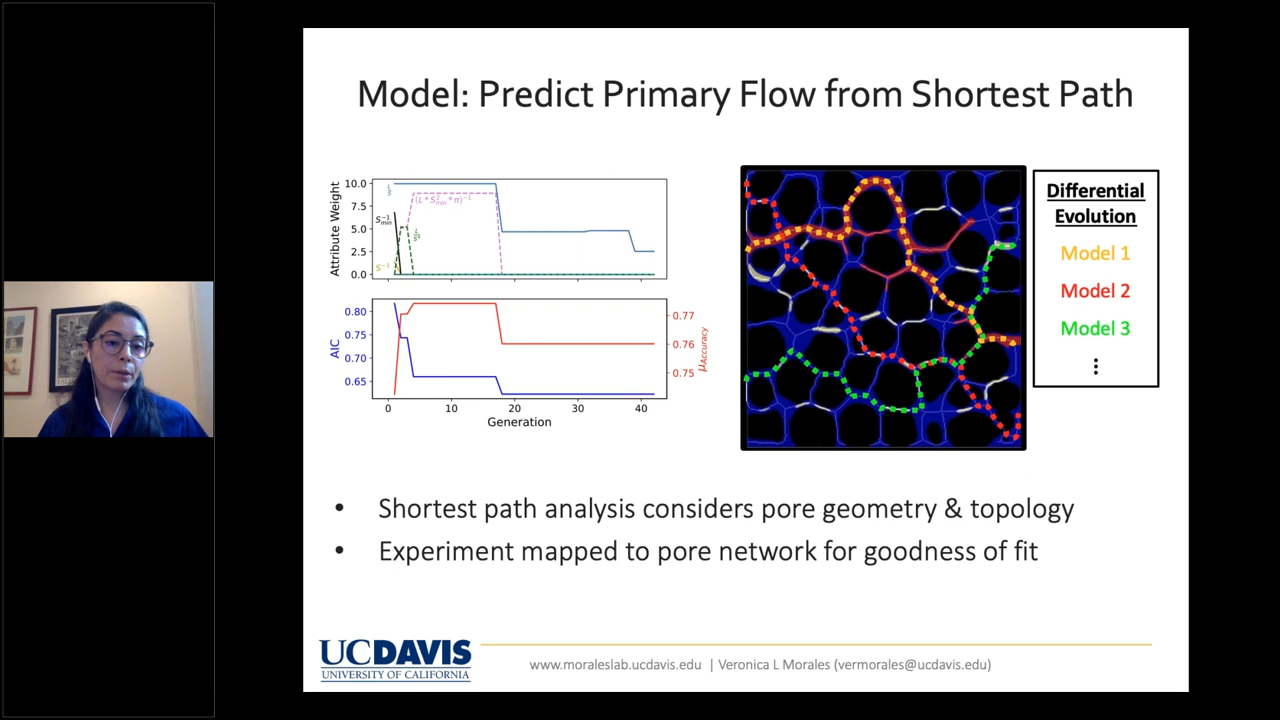 Model: Predict Primary Flow from Shortest Path
Attribute Weight
10.0
7.5
5.0
2.5
0.0
L/S
(L * S²min * n)⁻¹
S⁻¹min
S⁻¹
AIC
0.80
0.75
0.70
0.65
0.77
0.76
0.75
μAccuracy
0 10 20 30 40
Generation
Differential
Evolution
Model 1
Model 2
Model 3
⋮
• Shortest path analysis considers pore geometry & topology
• Experiment mapped to pore network for goodness of fit
UCDAVIS
UNIVERSITY OF CALIFORNIA
www.moraleslab.ucdavis.edu | Veronica L Morales (vermorales@ucdavis.edu)